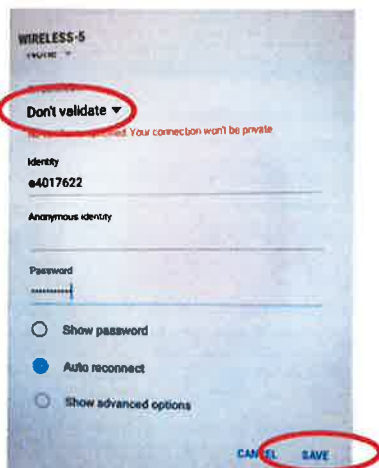 WIRELESS-5
Don't validate
Your connection won't be private
Identity
e4017622
Anonymous identity
Password
Show password
Auto reconnect
Show advanced options
CANCEL SAVE